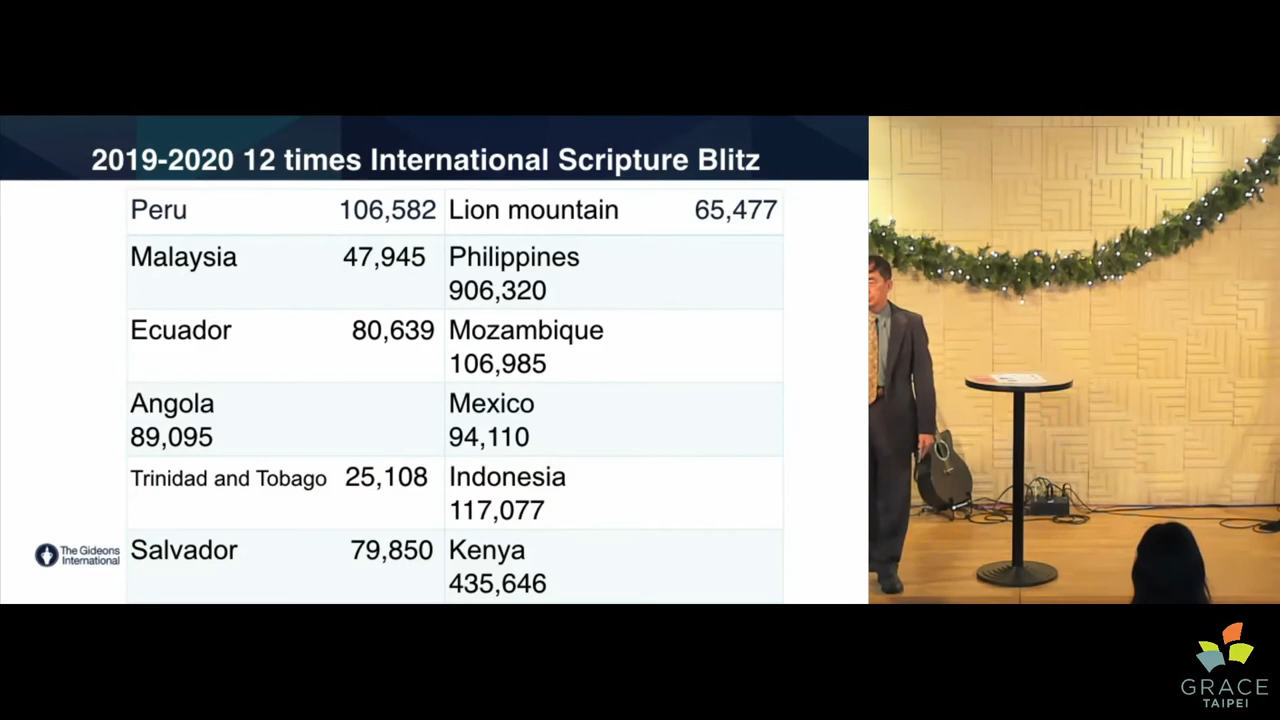 2019-2020 12 times International Scripture Blitz
Peru 106,582 Lion mountain 65,477
Malaysia 47,945 Philippines
906,320
Ecuador 80,639 Mozambique
106,985
Angola Mexico
89,095 94,110
Trinidad and Tobago 25,108 Indonesia
117,077
Salvador 79,850 Kenya
435,646
The Gideons
International
GRACE
TAIPEI